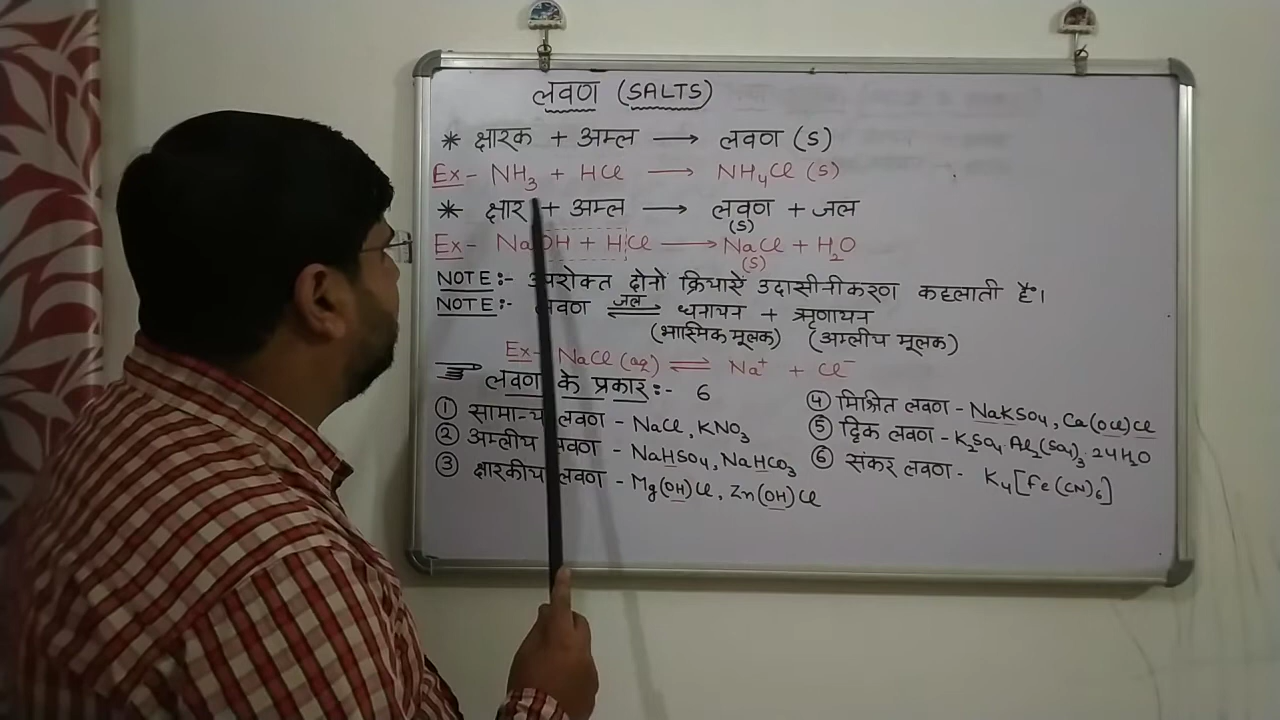 लवण (SALTS)
* क्षारक + अम्ल ⟶ लवण (S)
Ex- NH₃ + HCl ⟶ NH₄Cl (S)
* क्षार + अम्ल ⟶ लवण (S) + जल
Ex- NaOH + HCl ⟶ NaCl (S) + H₂O
NOTE:- उपरोक्त दोनों क्रियाऐं उदासीनीकरण कहलाती हैं।
NOTE:- लवण ⇌ जल धनायन + ऋृणायन
(भास्मिक मूलक) (अम्लीय मूलक)
Ex- NaCl (aq) ⇌ Na⁺ + Cl⁻
लवण के प्रकार:- 6
① सामान्य लवण - NaCl, KNO₃
② अम्लीय लवण - NaHSO₄, NaHCO₃
③ क्षारकीय लवण - Mg(OH)Cl, Zn(OH)Cl
④ मिश्रित लवण - NaKSO₄, Ca(OCl)Cl
⑤ द्विक लवण - K₂SO₄.Al₂(SO₄)₃.24H₂O
⑥ संकर लवण - K₄[Fe(CN)₆]